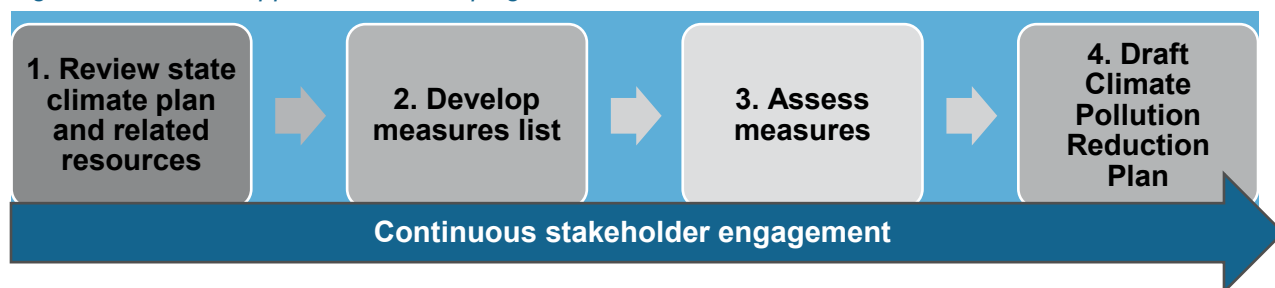 1. Review state
climate plan
and related
resources
2. Develop
measures list
3. Assess
measures
4. Draft
Climate
Pollution
Reduction
Plan
Continuous stakeholder engagement